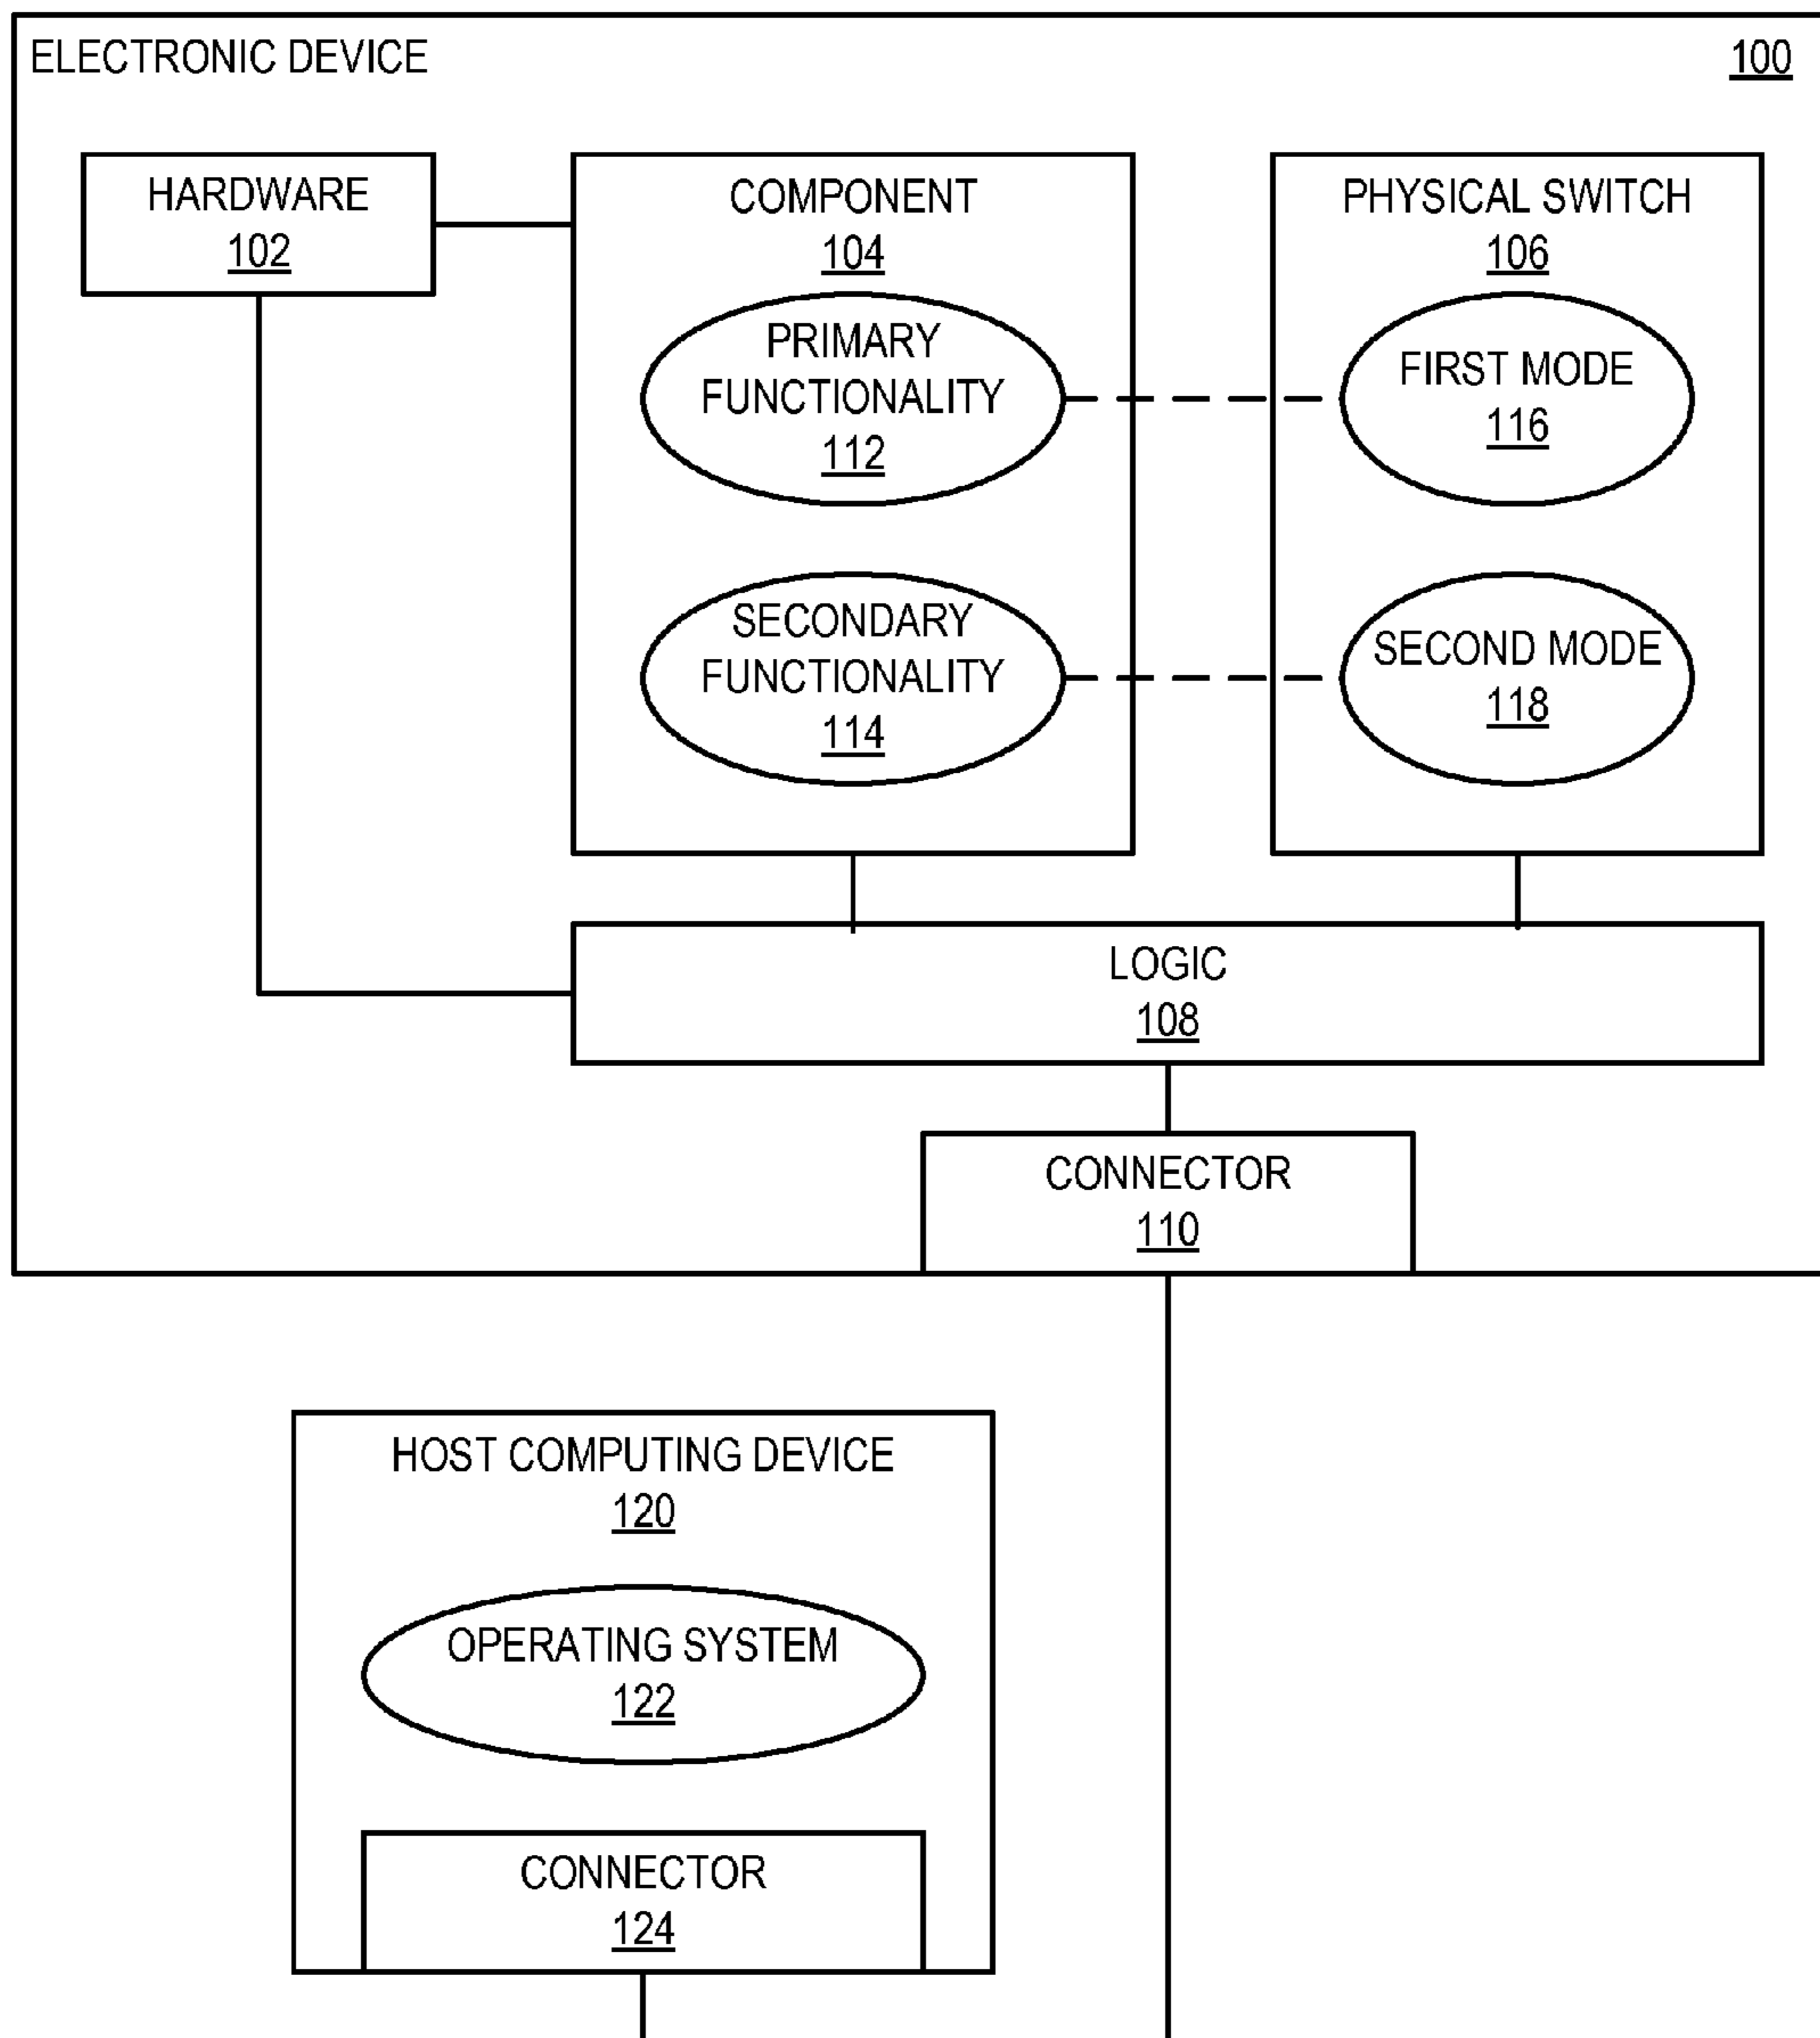 ELECTRONIC DEVICE
100
HARDWARE
102
COMPONENT
104
PRIMARY
FUNCTIONALITY
112
SECONDARY
FUNCTIONALITY
114
PHYSICAL SWITCH
106
FIRST MODE
116
SECOND MODE
118
LOGIC
108
CONNECTOR
110
HOST COMPUTING DEVICE
120
OPERATING SYSTEM
122
CONNECTOR
124